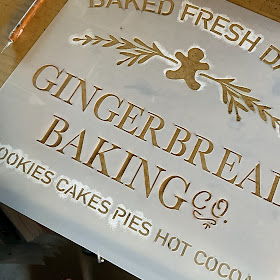 BAKED FRESH D
GINGERBREAD
BAKING CO.
COOKIES CAKES PIES HOT COCOA